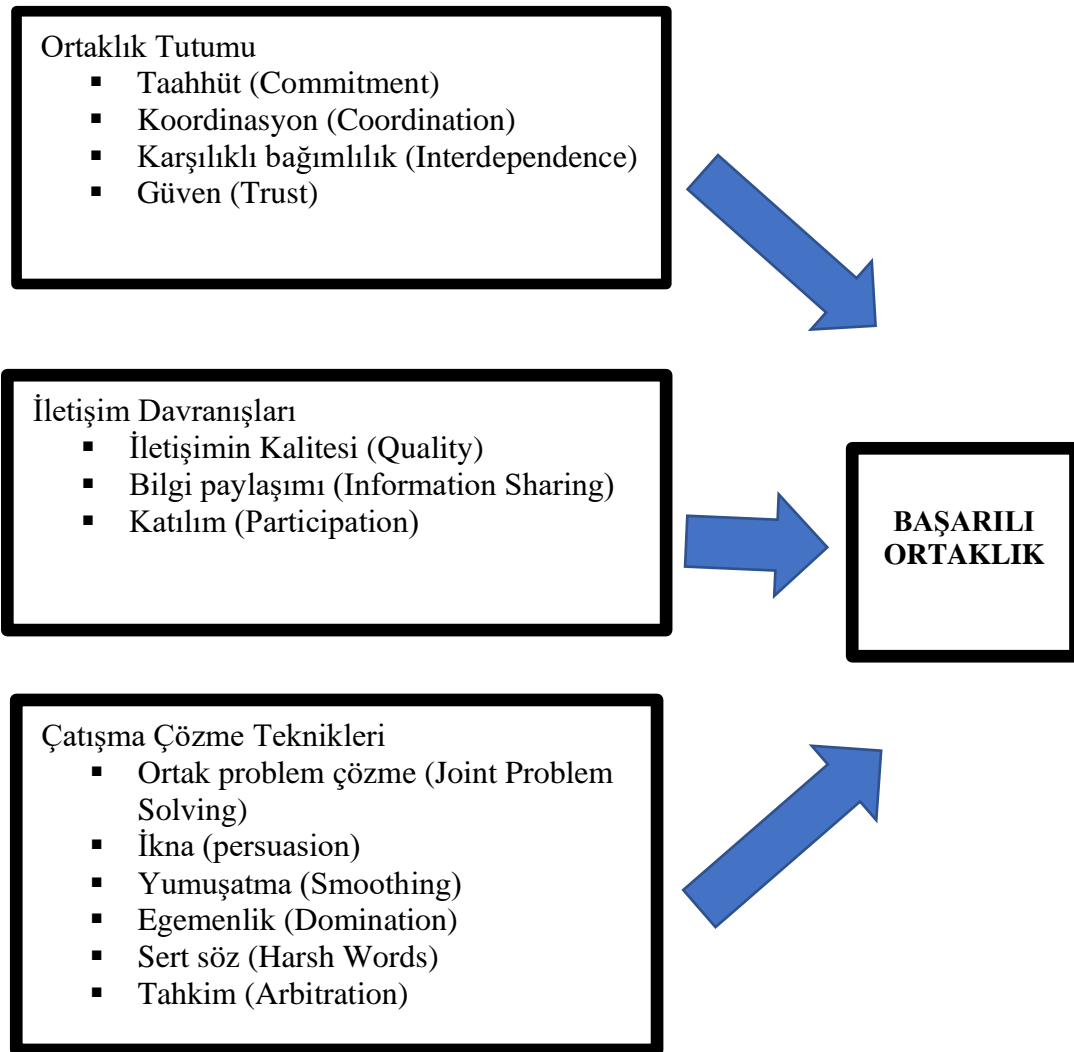 Ortaklık Tutumu
▪ Taahhüt (Commitment)
▪ Koordinasyon (Coordination)
▪ Karşılıklı bağımlılık (Interdependence)
▪ Güven (Trust)
İletişim Davranışları
▪ İletişimin Kalitesi (Quality)
▪ Bilgi paylaşımı (Information Sharing)
▪ Katılım (Participation)
BAŞARILI
ORTAKLIK
Çatışma Çözme Teknikleri
▪ Ortak problem çözme (Joint Problem
Solving)
▪ İkna (persuasion)
▪ Yumuşatma (Smoothing)
▪ Egemenlik (Domination)
▪ Sert söz (Harsh Words)
▪ Tahkim (Arbitration)